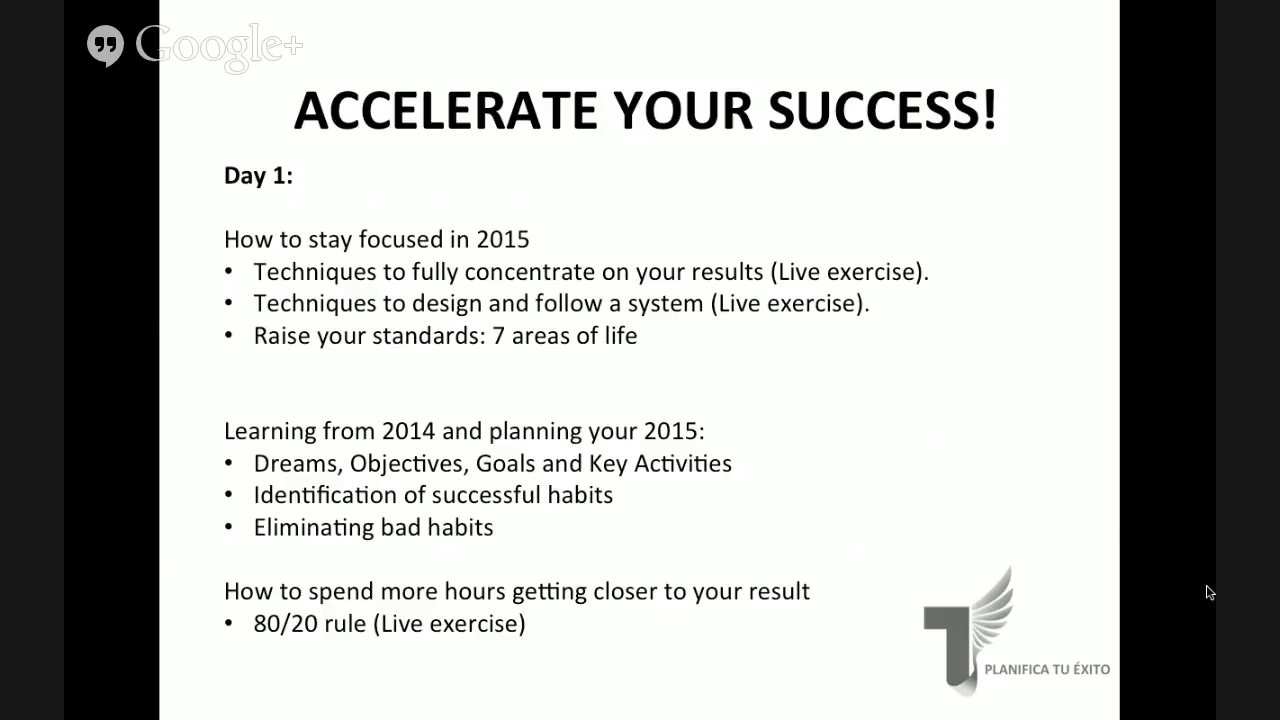 Google+
ACCELERATE YOUR SUCCESS!
Day 1:
How to stay focused in 2015
• Techniques to fully concentrate on your results (Live exercise).
• Techniques to design and follow a system (Live exercise).
• Raise your standards: 7 areas of life
Learning from 2014 and planning your 2015:
• Dreams, Objectives, Goals and Key Activities
• Identification of successful habits
• Eliminating bad habits
How to spend more hours getting closer to your result
• 80/20 rule (Live exercise)
PLANIFICA TU ÉXITO